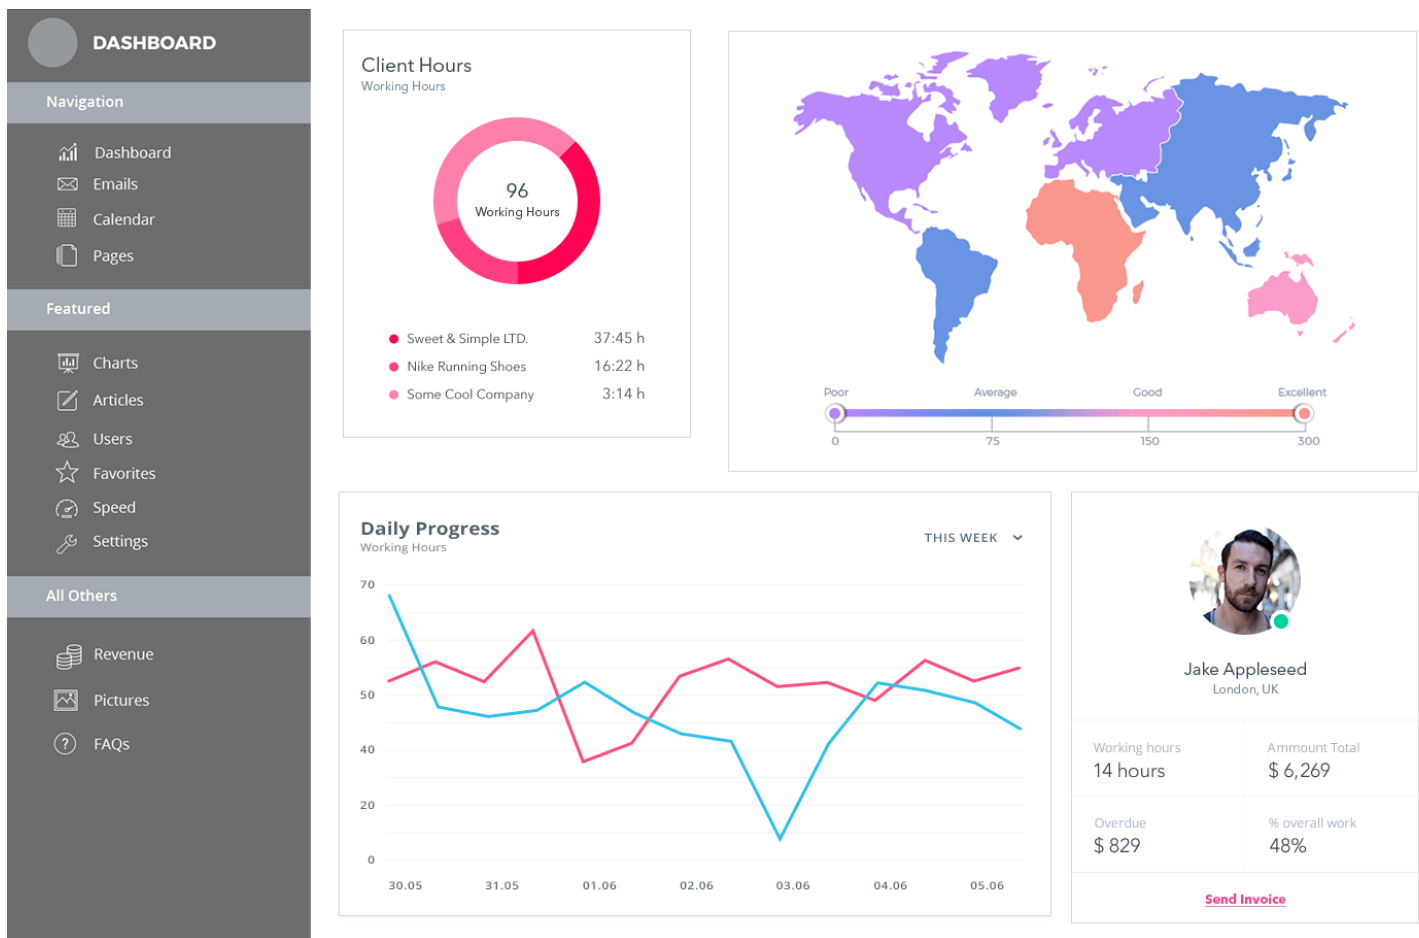 DASHBOARD
Navigation
Dashboard
Emails
Calendar
Pages
Featured
Charts
Articles
Users
Favorites
Speed
Settings
All Others
Revenue
Pictures
FAQs
Client Hours
Working Hours
96
Working Hours
Sweet & Simple LTD. 37:45 h
Nike Running Shoes 16:22 h
Some Cool Company 3:14 h
Poor Average Good Excellent
0 75 150 300
Daily Progress
Working Hours
THIS WEEK
70
60
50
40
20
0
30.05 31.05 01.06 02.06 03.06 04.06 05.06
Jake Appleseed
London, UK
Working hours
14 hours
Ammount Total
$ 6,269
Overdue
$ 829
% overall work
48%
Send Invoice